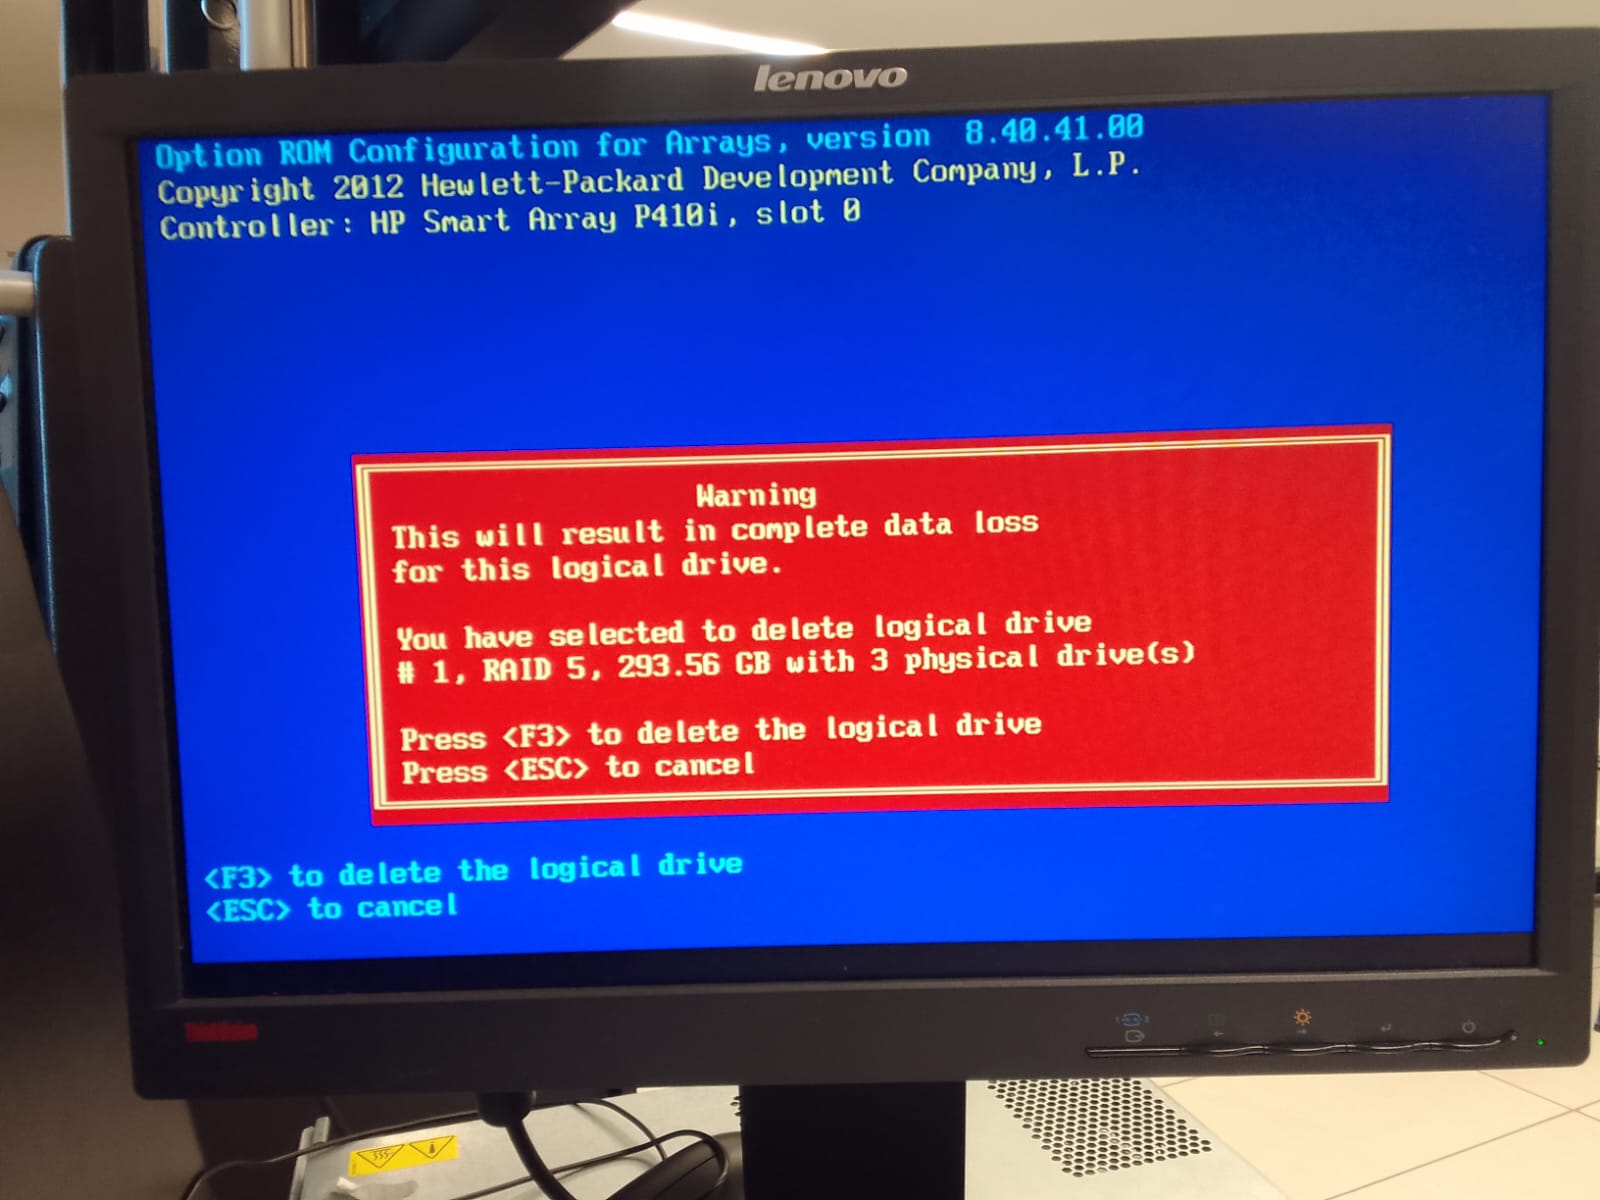 lenovo
Option ROM Configuration for Arrays, version  8.40.41.00
Copyright 2012 Hewlett-Packard Development Company, L.P.
Controller: HP Smart Array P410i, slot 0
Warning
This will result in complete data loss
for this logical drive.
You have selected to delete logical drive
# 1, RAID 5, 293.56 GB with 3 physical drive(s)
Press <F3> to delete the logical drive
Press <ESC> to cancel
<F3> to delete the logical drive
<ESC> to cancel